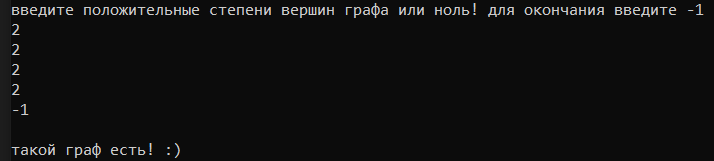 введите положительные степени вершин графа или ноль! для окончания введите -1
2
2
2
2
-1
такой граф есть! :)